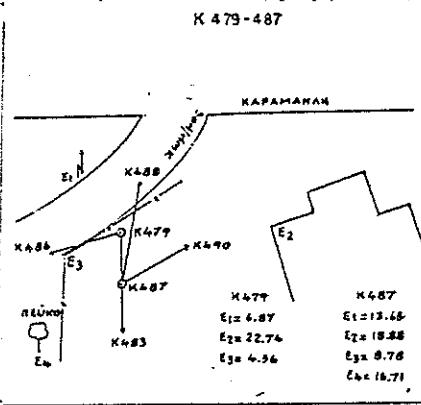 K 479-487
ΚΑΡΑΜΑΝΛΗ
E1
K488
K479
E2
K486
E3
K490
K487
ΠΕΥΚΟ
E4
K483
K479
K487
E1= 6.87
E1= 13.65
E2= 22.74
E2= 18.88
E3= 4.56
E3= 8.78
E4= 16.71